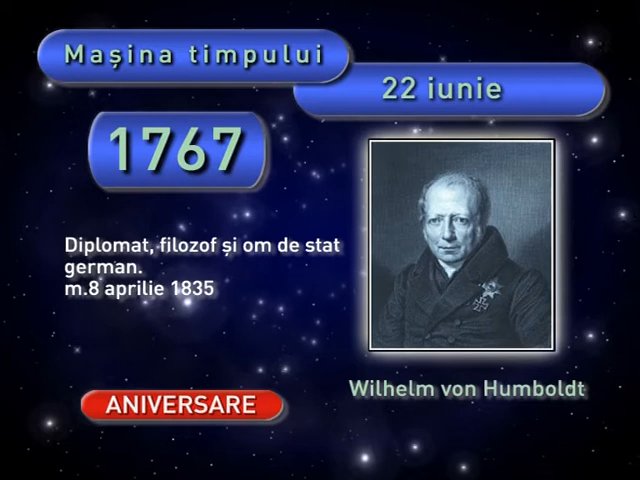 Mașina timpului
22 iunie
1767
Diplomat, filozof și om de stat
german.
m.8 aprilie 1835
Wilhelm von Humboldt
ANIVERSARE